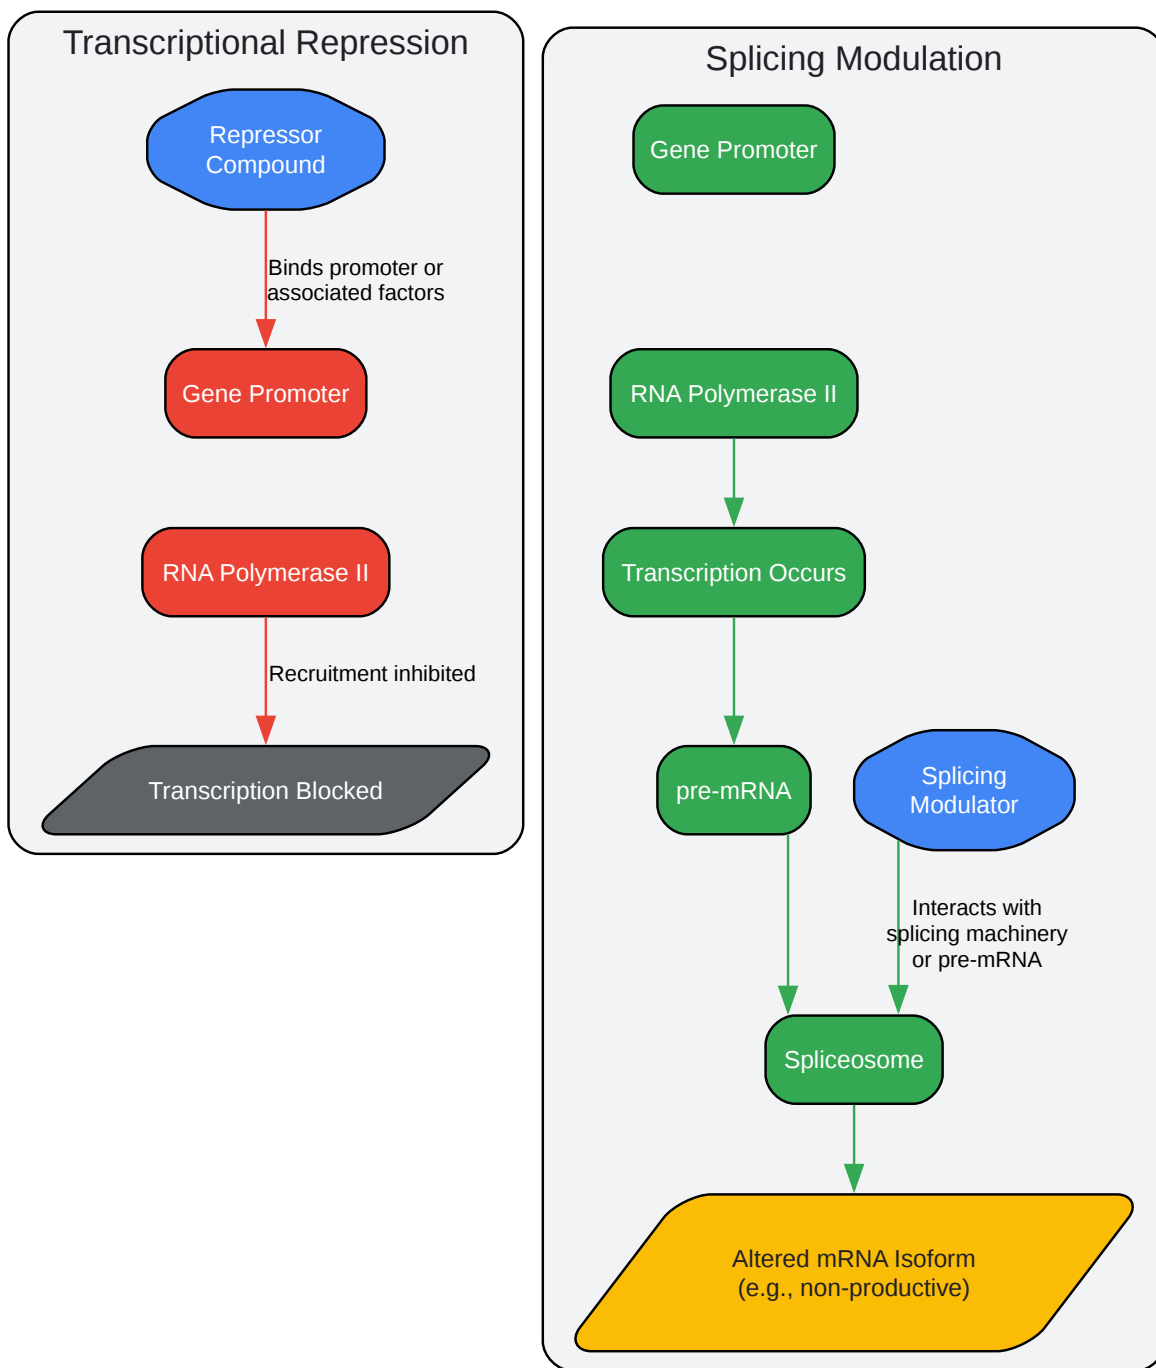 Transcriptional Repression
Repressor
Compound
Binds promoter or
associated factors
Gene Promoter
RNA Polymerase II
Recruitment inhibited
Transcription Blocked
Splicing Modulation
Gene Promoter
RNA Polymerase II
Transcription Occurs
pre-mRNA
Splicing
Modulator
Interacts with
splicing machinery
or pre-mRNA
Spliceosome
Altered mRNA Isoform
(e.g., non-productive)